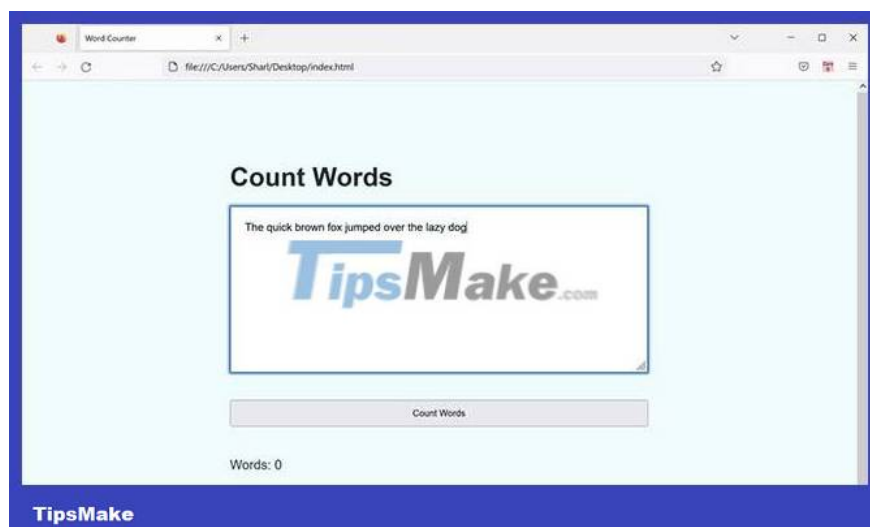 Word Counter
file:///C:/Users/Sharl/Desktop/index.html
Count Words
The quick brown fox jumped over the lazy dog
TipsMake.com
Count Words
Words: 0
TipsMake